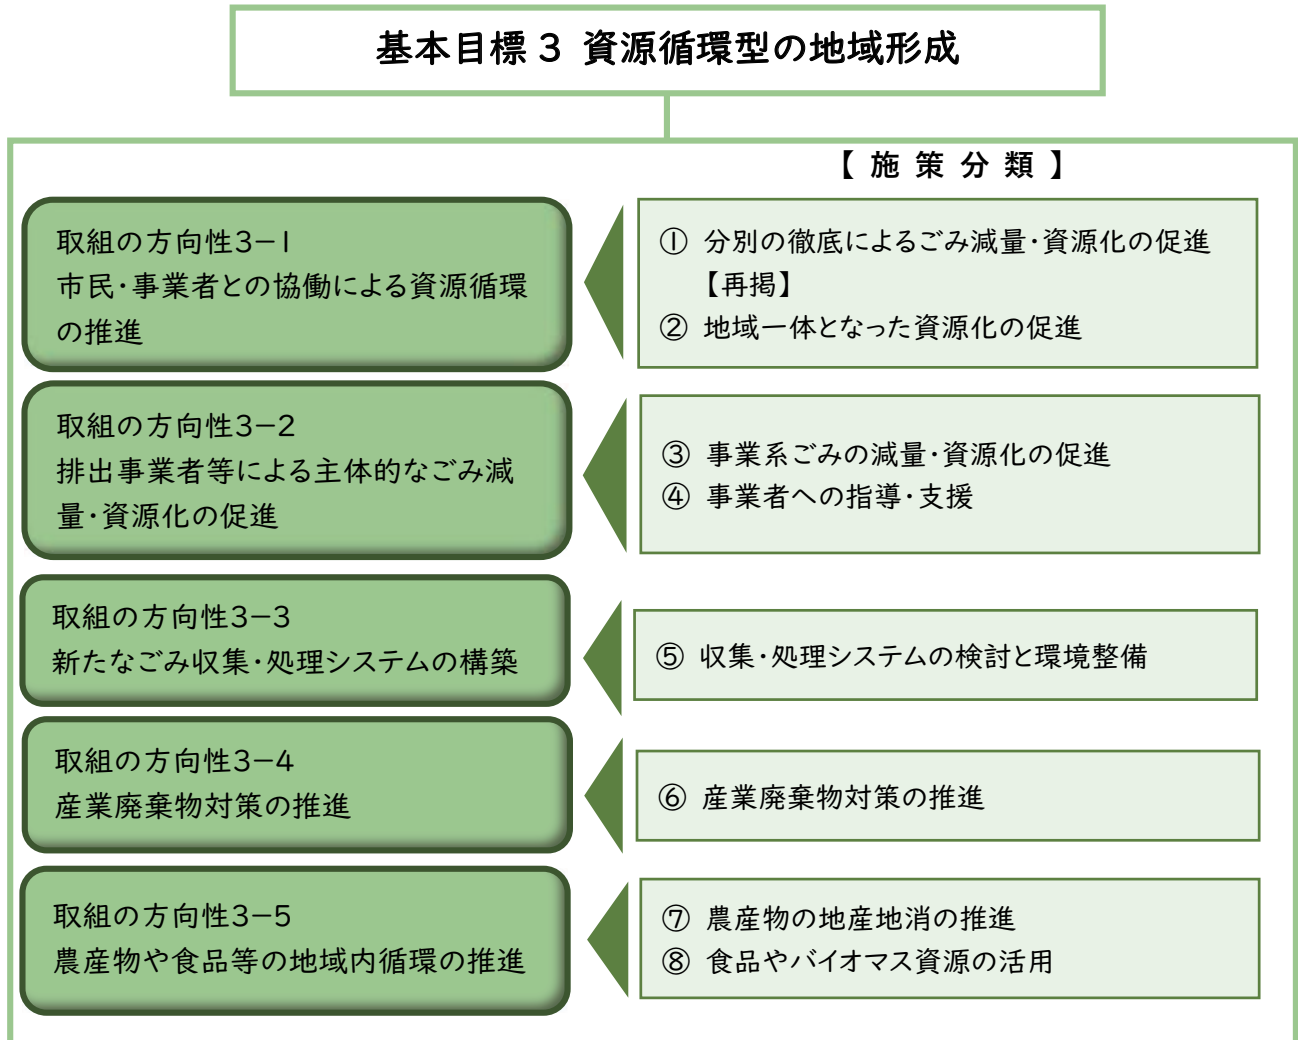 基本目標3 資源循環型の地域形成
【施策分類】
取組の方向性3-1
市民・事業者との協働による資源循環
の推進
① 分別の徹底によるごみ減量・資源化の促進
【再掲】
② 地域一体となった資源化の促進
取組の方向性3-2
排出事業者等による主体的なごみ減
量・資源化の促進
③ 事業系ごみの減量・資源化の促進
④ 事業者への指導・支援
取組の方向性3-3
新たなごみ収集・処理システムの構築
⑤ 収集・処理システムの検討と環境整備
取組の方向性3-4
産業廃棄物対策の推進
⑥ 産業廃棄物対策の推進
取組の方向性3-5
農産物や食品等の地域内循環の推進
⑦ 農産物の地産地消の推進
⑧ 食品やバイオマス資源の活用